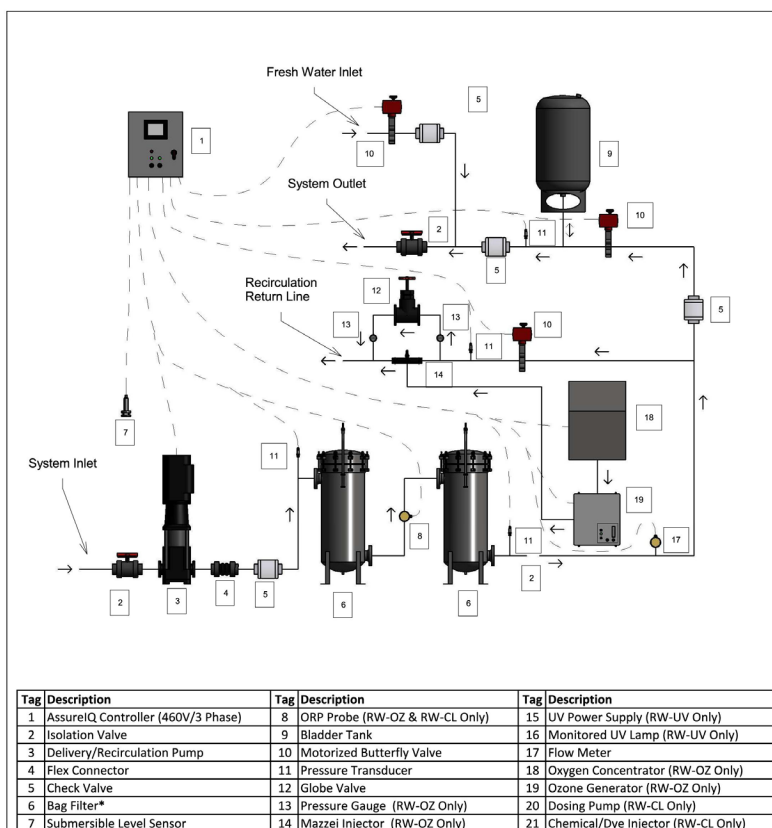 Fresh Water Inlet
5
1
10
9
System Outlet
2
11
10
5
Recirculation
Return Line
12
13
13
11
10
5
14
18
7
11
System Inlet
19
8
11
17
2
2
3
4
5
6
6
Tag Description Tag Description Tag Description
1 AssureIQ Controller (460V/3 Phase) 8 ORP Probe (RW-OZ & RW-CL Only) 15 UV Power Supply (RW-UV Only)
2 Isolation Valve 9 Bladder Tank 16 Monitored UV Lamp (RW-UV Only)
3 Delivery/Recirculation Pump 10 Motorized Butterfly Valve 17 Flow Meter
4 Flex Connector 11 Pressure Transducer 18 Oxygen Concentrator (RW-OZ Only)
5 Check Valve 12 Globe Valve 19 Ozone Generator (RW-OZ Only)
6 Bag Filter* 13 Pressure Gauge (RW-OZ Only) 20 Dosing Pump (RW-CL Only)
7 Submersible Level Sensor 14 Mazzei Injector (RW-OZ Only) 21 Chemical/Dye Injector (RW-CL Only)